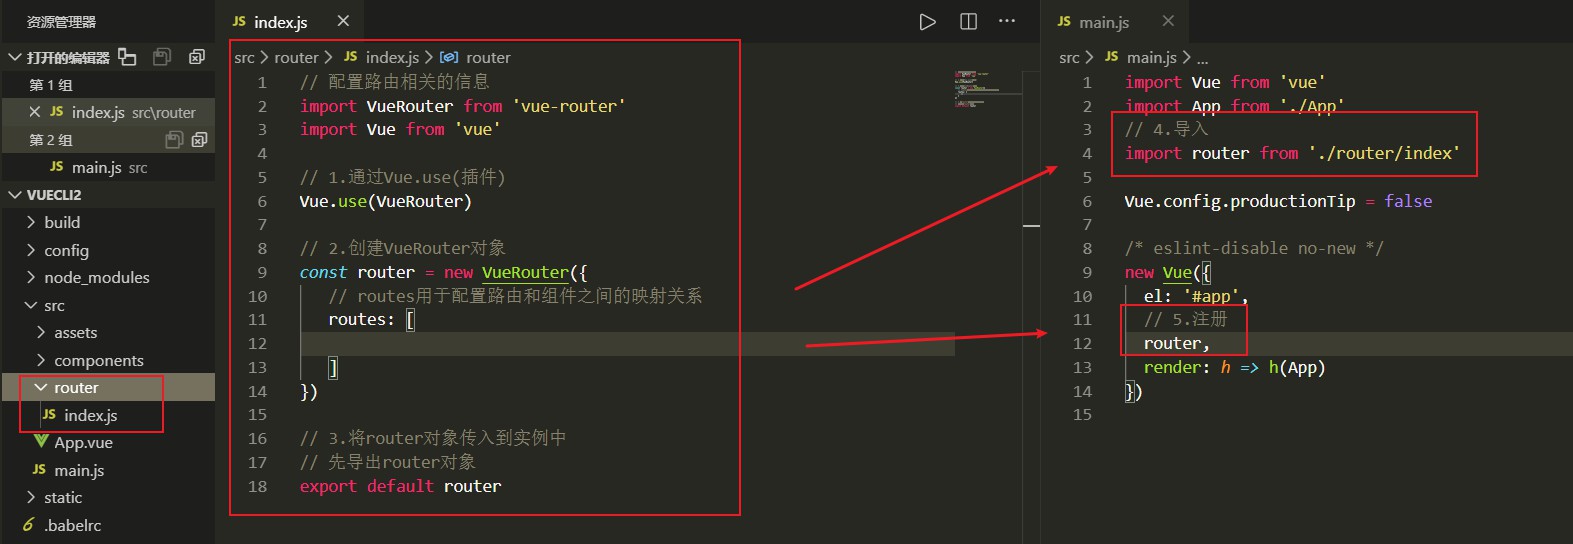 资源管理器
打开的编辑器
第 1 组
index.js src\router
第 2 组
main.js src
VUECLI2
build
config
node_modules
src
assets
components
router
index.js
App.vue
main.js
static
.babelrc
JS index.js
src > router > JS index.js > router
1 // 配置路由相关的信息
2 import VueRouter from 'vue-router'
3 import Vue from 'vue'
4
5 // 1.通过Vue.use(插件)
6 Vue.use(VueRouter)
7
8 // 2.创建VueRouter对象
9 const router = new VueRouter({
10 // routes用于配置路由和组件之间的映射关系
11 routes: [
12
13 ]
14 })
15
16 // 3.将router对象传入到实例中
17 // 先导出router对象
18 export default router
JS main.js
src > JS main.js > ...
1 import Vue from 'vue'
2 import App from './App'
3 // 4.导入
4 import router from './router/index'
5
6 Vue.config.productionTip = false
7
8 /* eslint-disable no-new */
9 new Vue({
10 el: '#app',
11 // 5.注册
12 router,
13 render: h => h(App)
14 })
15